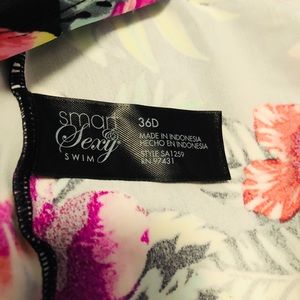 smart
&
Sexy
SWIM
36D
MADE IN INDONESIA
HECHO EN INDONESIA
STYLE SA1259
RN 97431